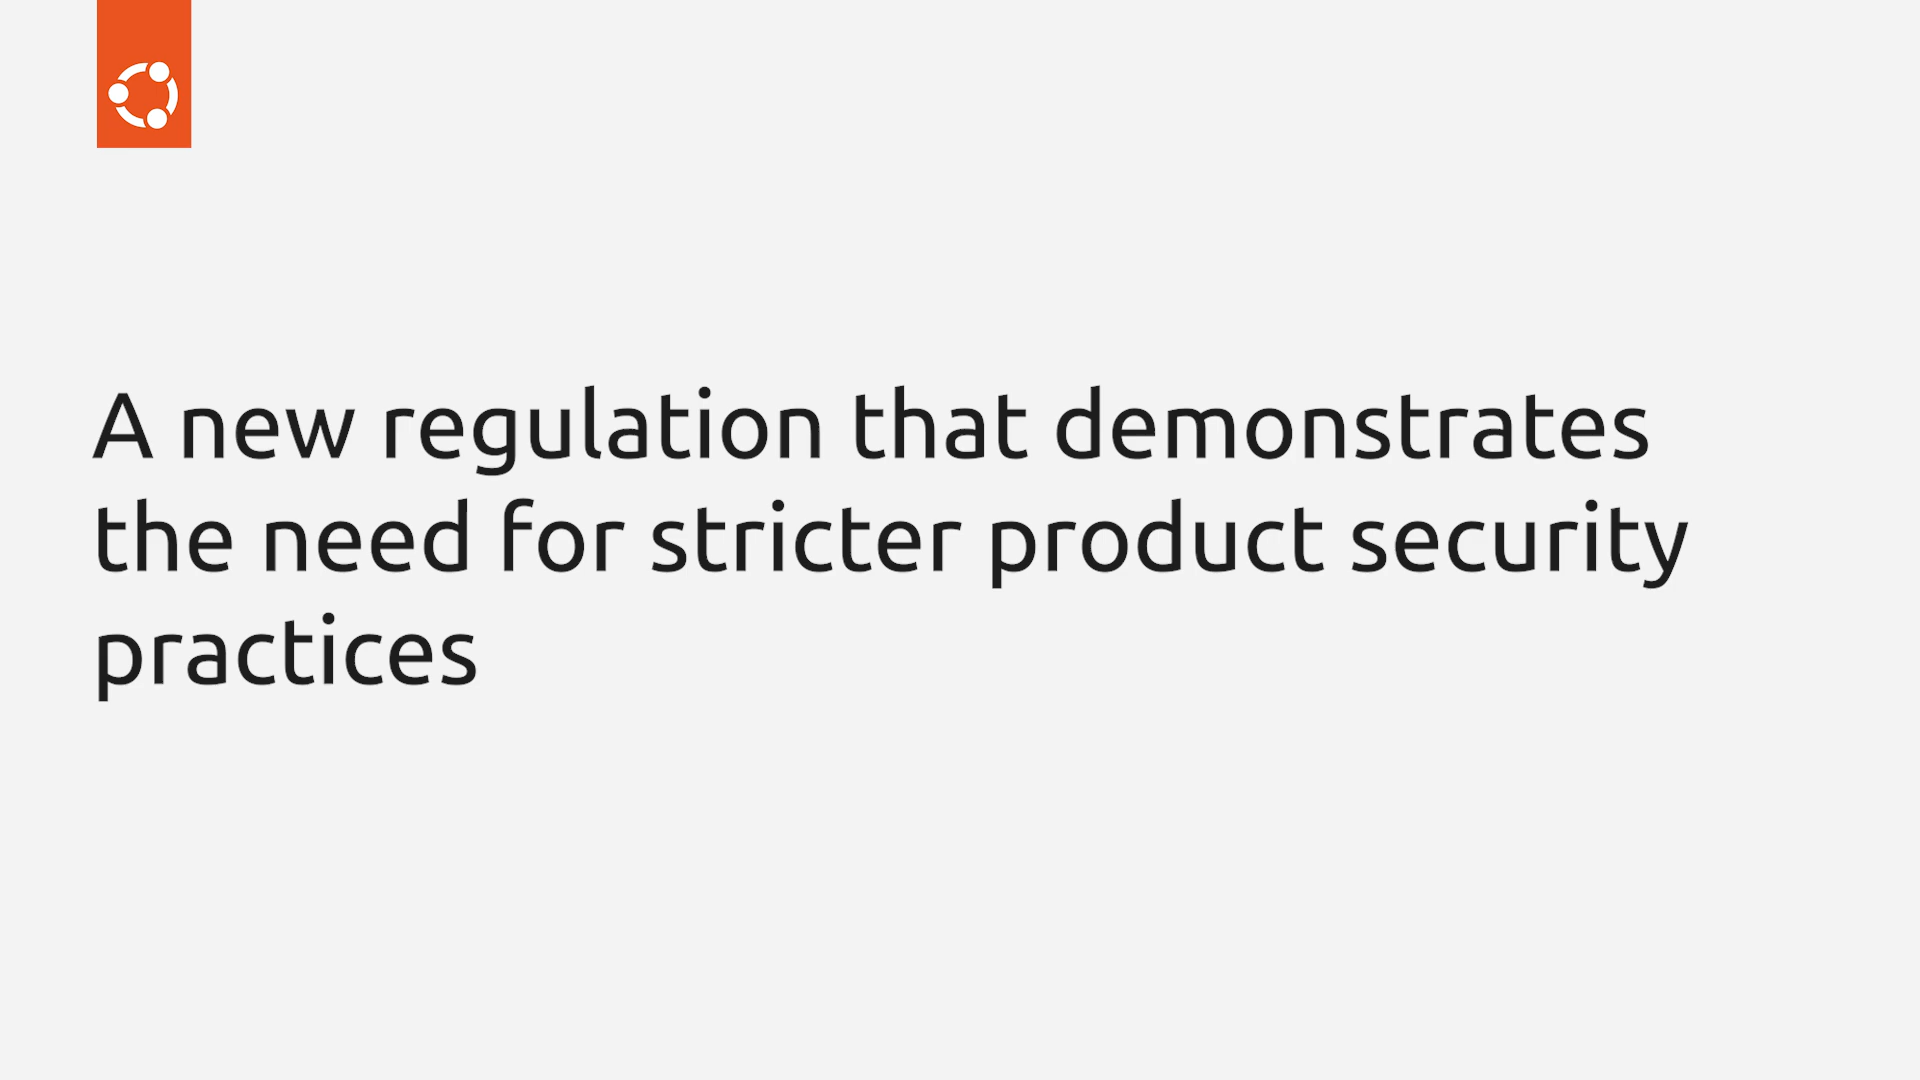 A new regulation that demonstrates
the need for stricter product security
practices